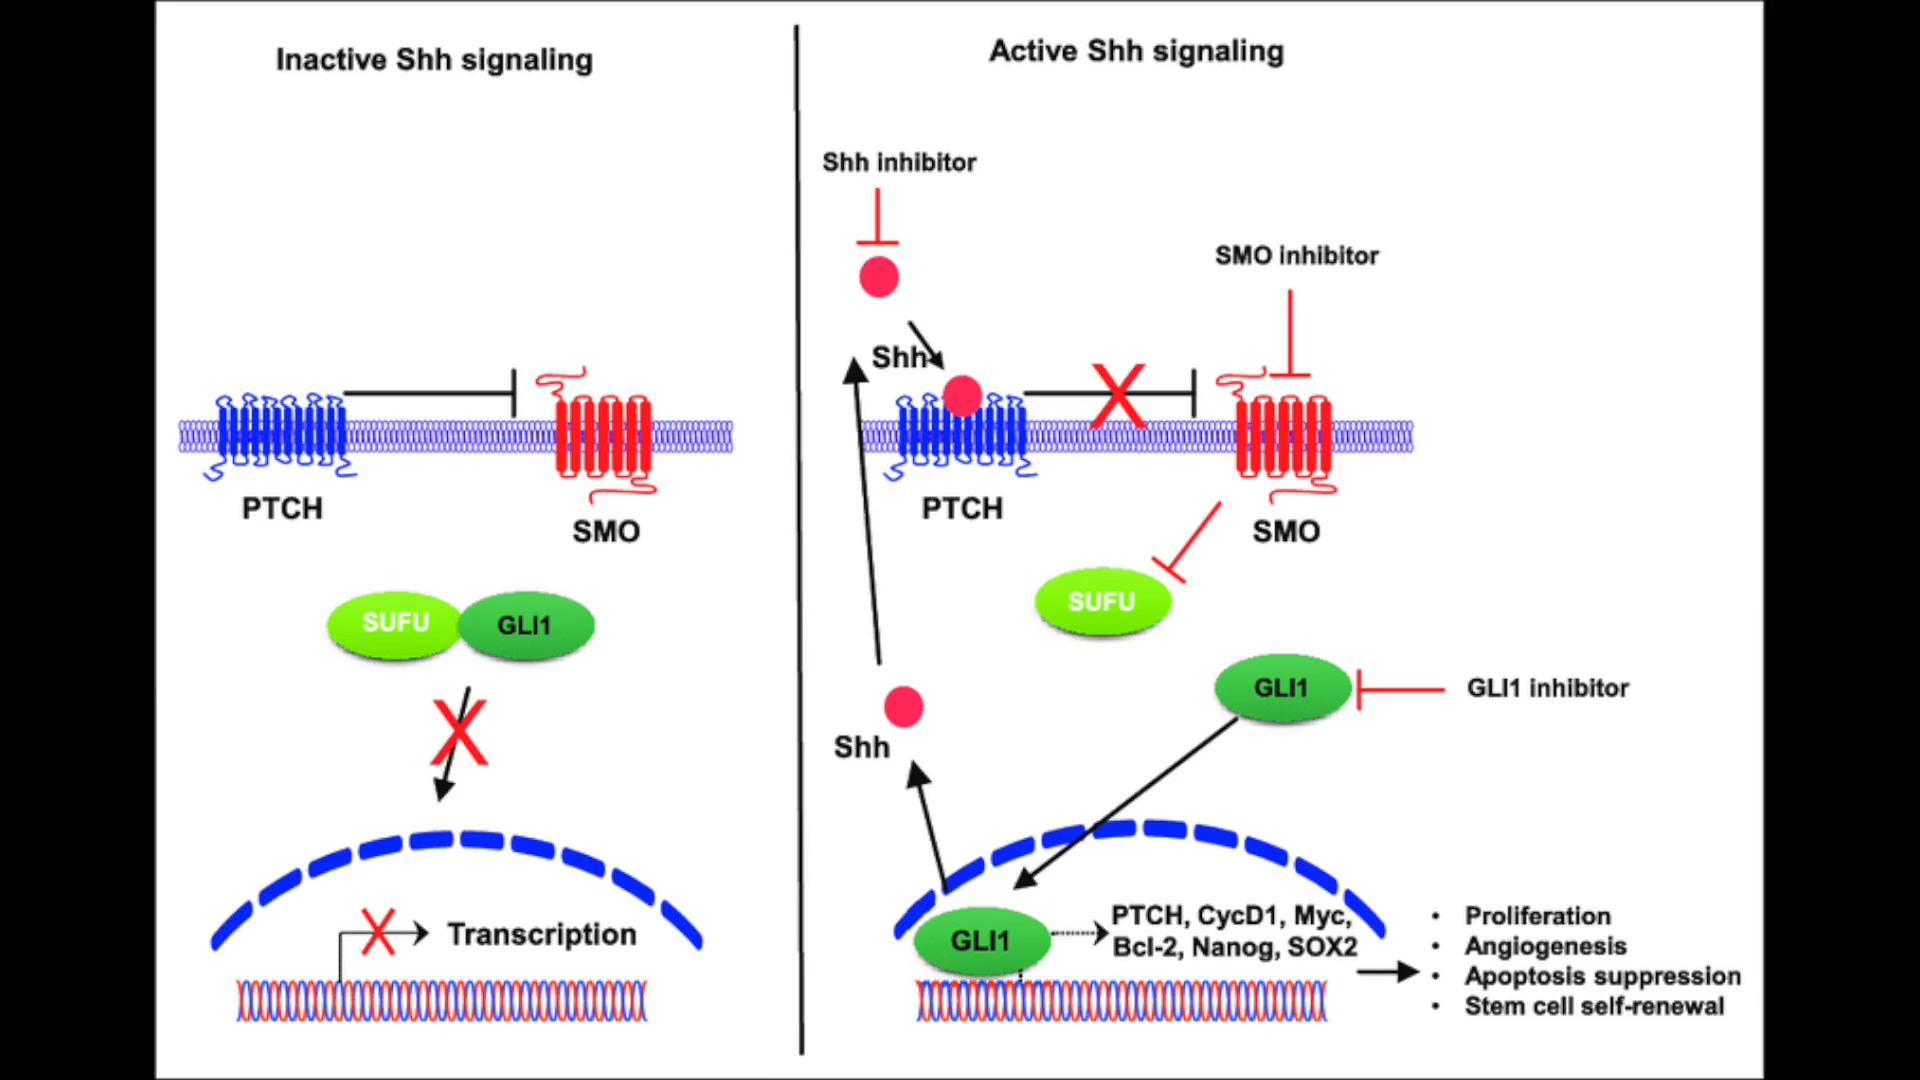 Inactive Shh signaling
PTCH
SMO
SUFU
GLI1
Transcription
Active Shh signaling
Shh inhibitor
SMO inhibitor
Shh
PTCH
SMO
SUFU
GLI1
GLI1 inhibitor
Shh
GLI1
PTCH, CycD1, Myc,
Bcl-2, Nanog, SOX2
• Proliferation
• Angiogenesis
• Apoptosis suppression
• Stem cell self-renewal